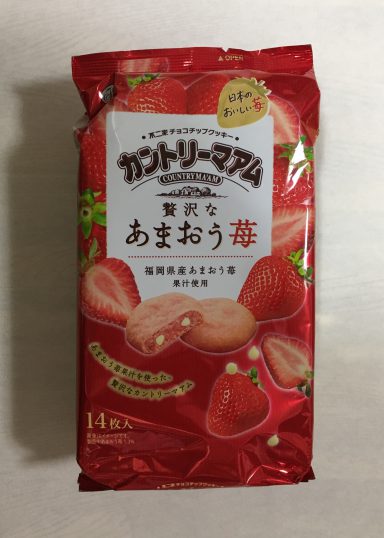 OPEN
日本の
おいしい苺
不二家 チョコチップクッキー
カントリーマアム
COUNTRY MA'AM
贅沢な
あまおう苺
福岡県産あまおう苺
果汁使用
あまおう苺果汁を使った、
贅沢なカントリーマアム
14枚入